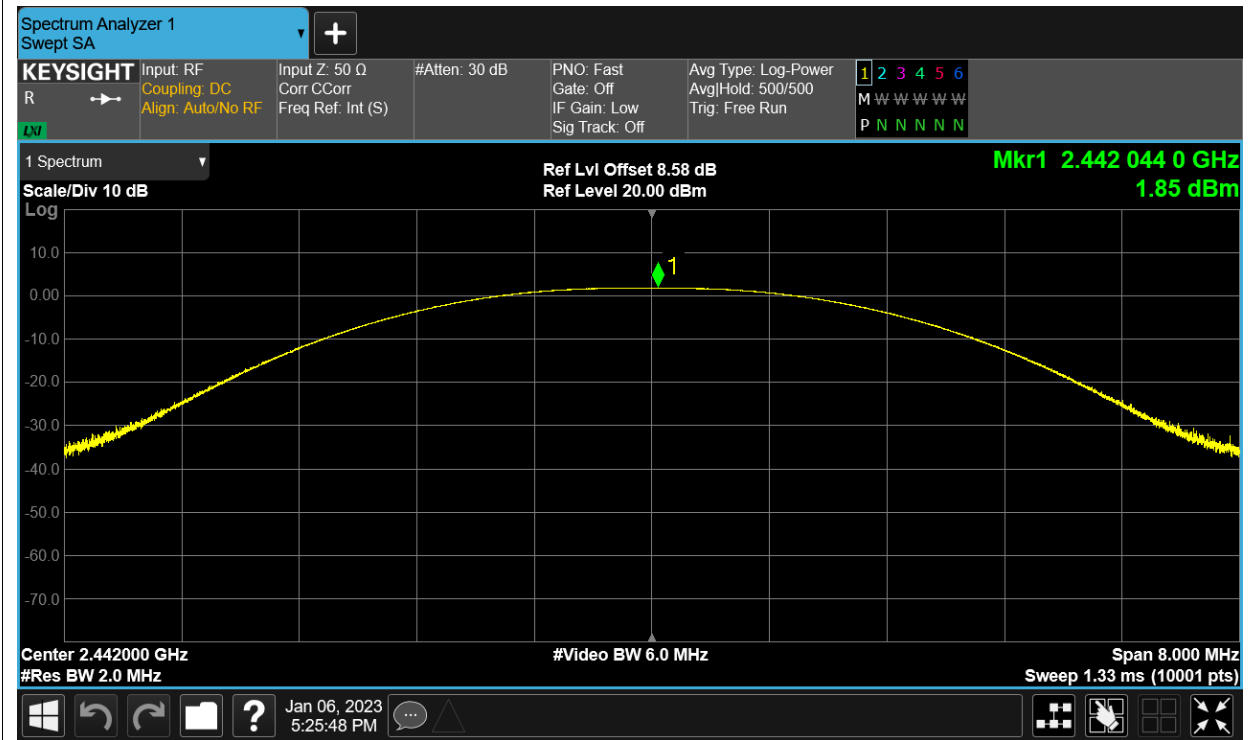 Spectrum Analyzer 1
Swept SA
KEYSIGHT
R
LXI
Input: RF
Coupling: DC
Align: Auto/No RF
Input Z: 50 Ω
Corr CCorr
Freq Ref: Int (S)
#Atten: 30 dB
PNO: Fast
Gate: Off
IF Gain: Low
Sig Track: Off
Avg Type: Log-Power
Avg|Hold: 500/500
Trig: Free Run
1 2 3 4 5 6
M W W W W W
P N N N N N
1 Spectrum
Scale/Div 10 dB
Log
Ref Lvl Offset 8.58 dB
Ref Level 20.00 dBm
Mkr1 2.442 044 0 GHz
1.85 dBm
1
10.0
0.00
-10.0
-20.0
-30.0
-40.0
-50.0
-60.0
-70.0
Center 2.442000 GHz
#Res BW 2.0 MHz
#Video BW 6.0 MHz
Span 8.000 MHz
Sweep 1.33 ms (10001 pts)
?
Jan 06, 2023
5:25:48 PM